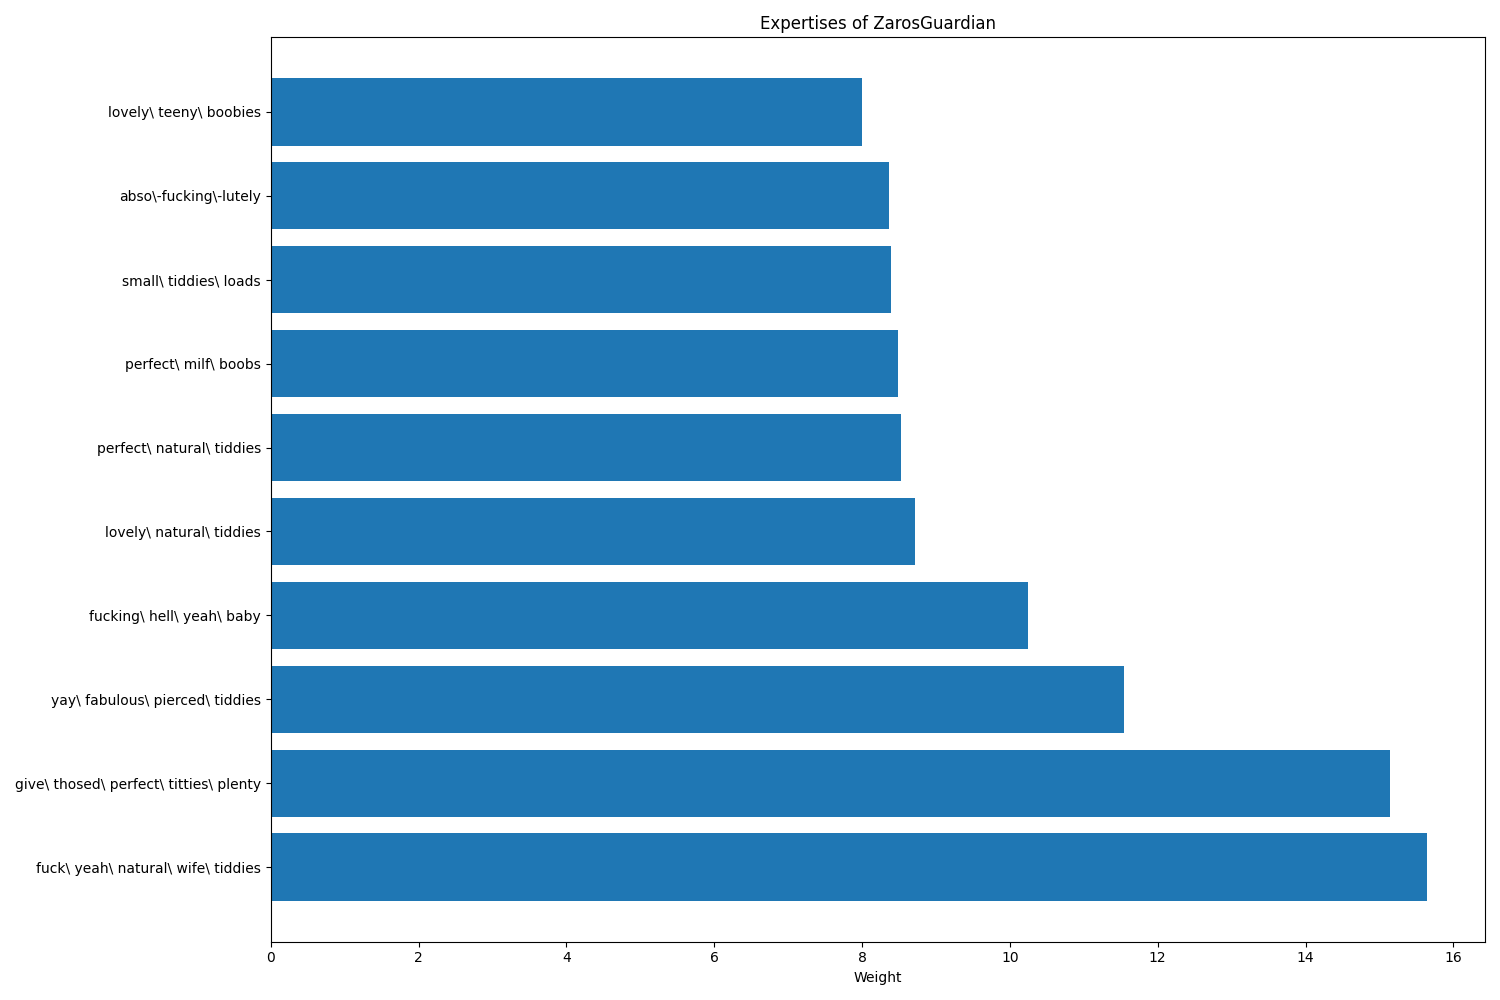 Expertises of ZarosGuardian
lovely\ teeny\ boobies
abso\-fucking\-lutely
small\ tiddies\ loads
perfect\ milf\ boobs
perfect\ natural\ tiddies
lovely\ natural\ tiddies
fucking\ hell\ yeah\ baby
yay\ fabulous\ pierced\ tiddies
give\ thosed\ perfect\ titties\ plenty
fuck\ yeah\ natural\ wife\ tiddies
0 2 4 6 8 10 12 14 16
Weight